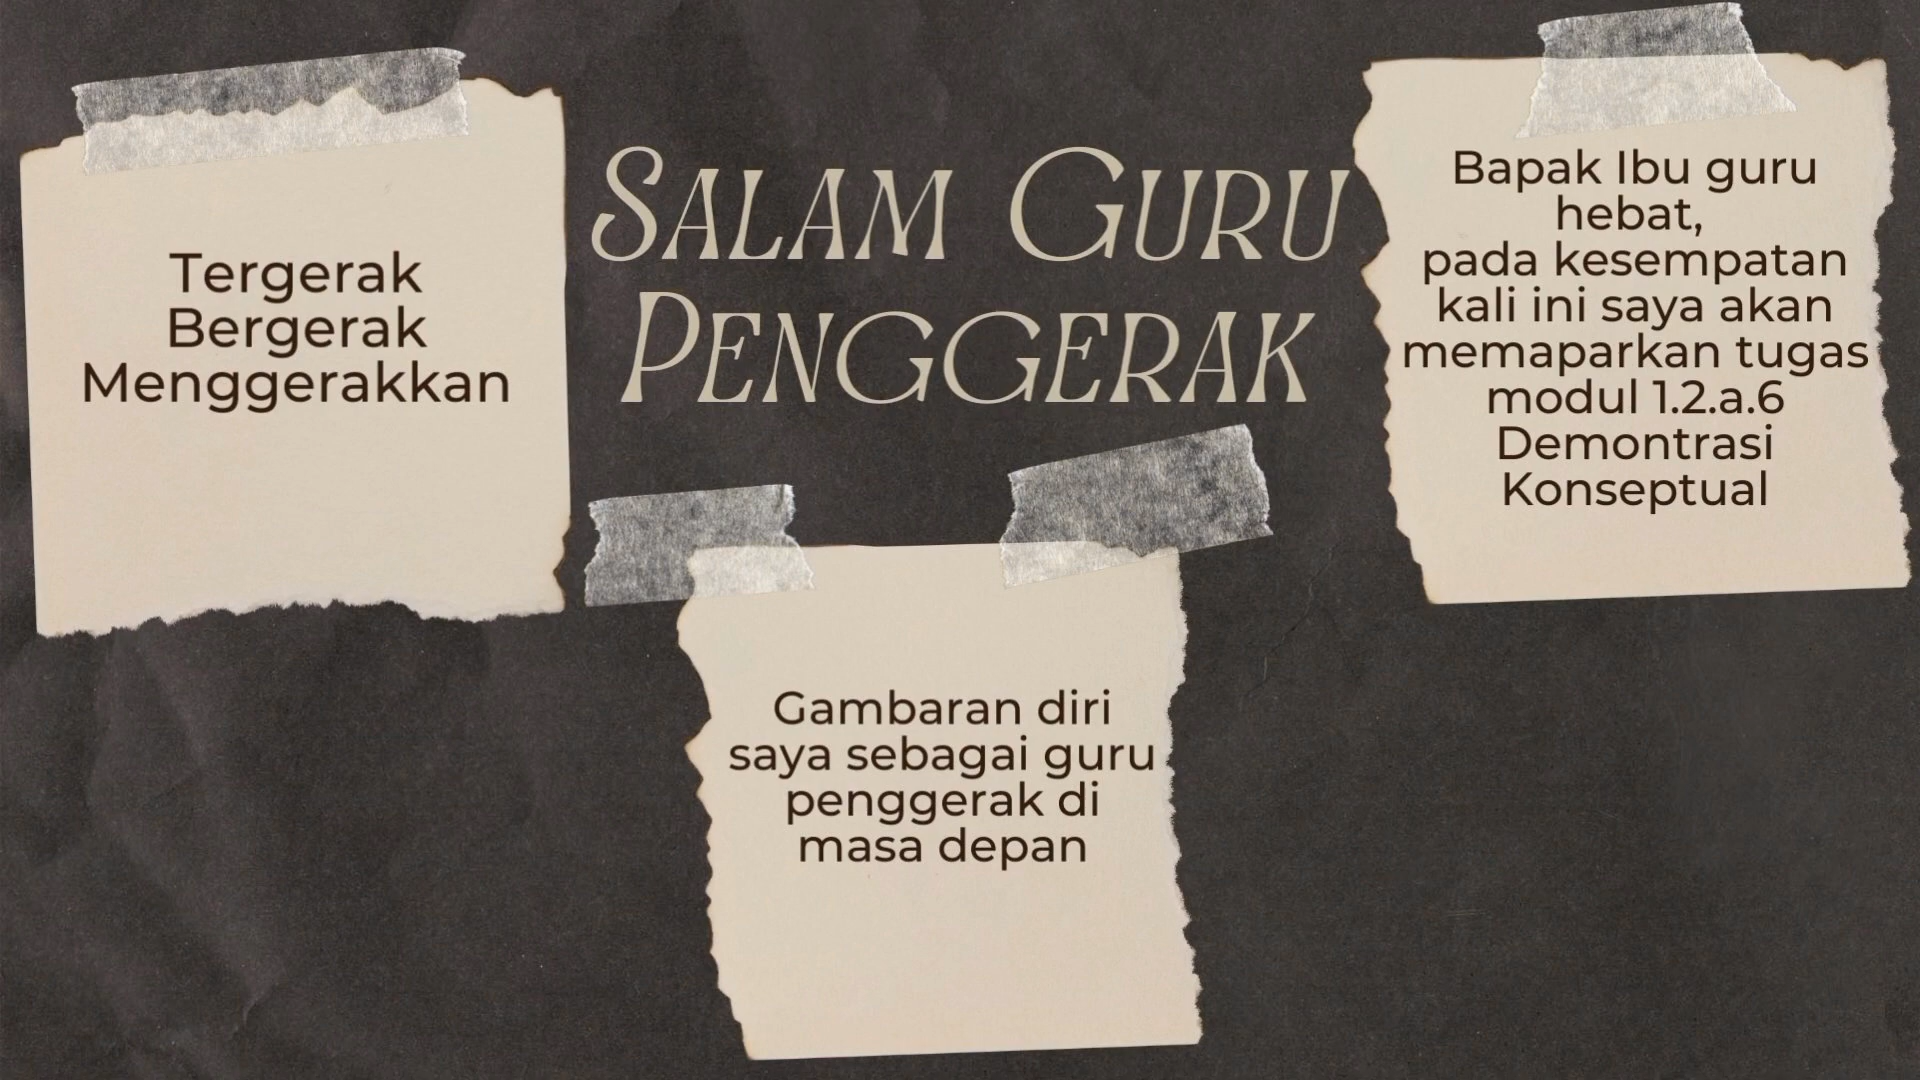 Tergerak
Bergerak
Menggerakkan
SALAM GURU
PENGGERAK
Bapak Ibu guru
hebat,
pada kesempatan
kali ini saya akan
memaparkan tugas
modul 1.2.a.6
Demontrasi
Konseptual
Gambaran diri
saya sebagai guru
penggerak di
masa depan